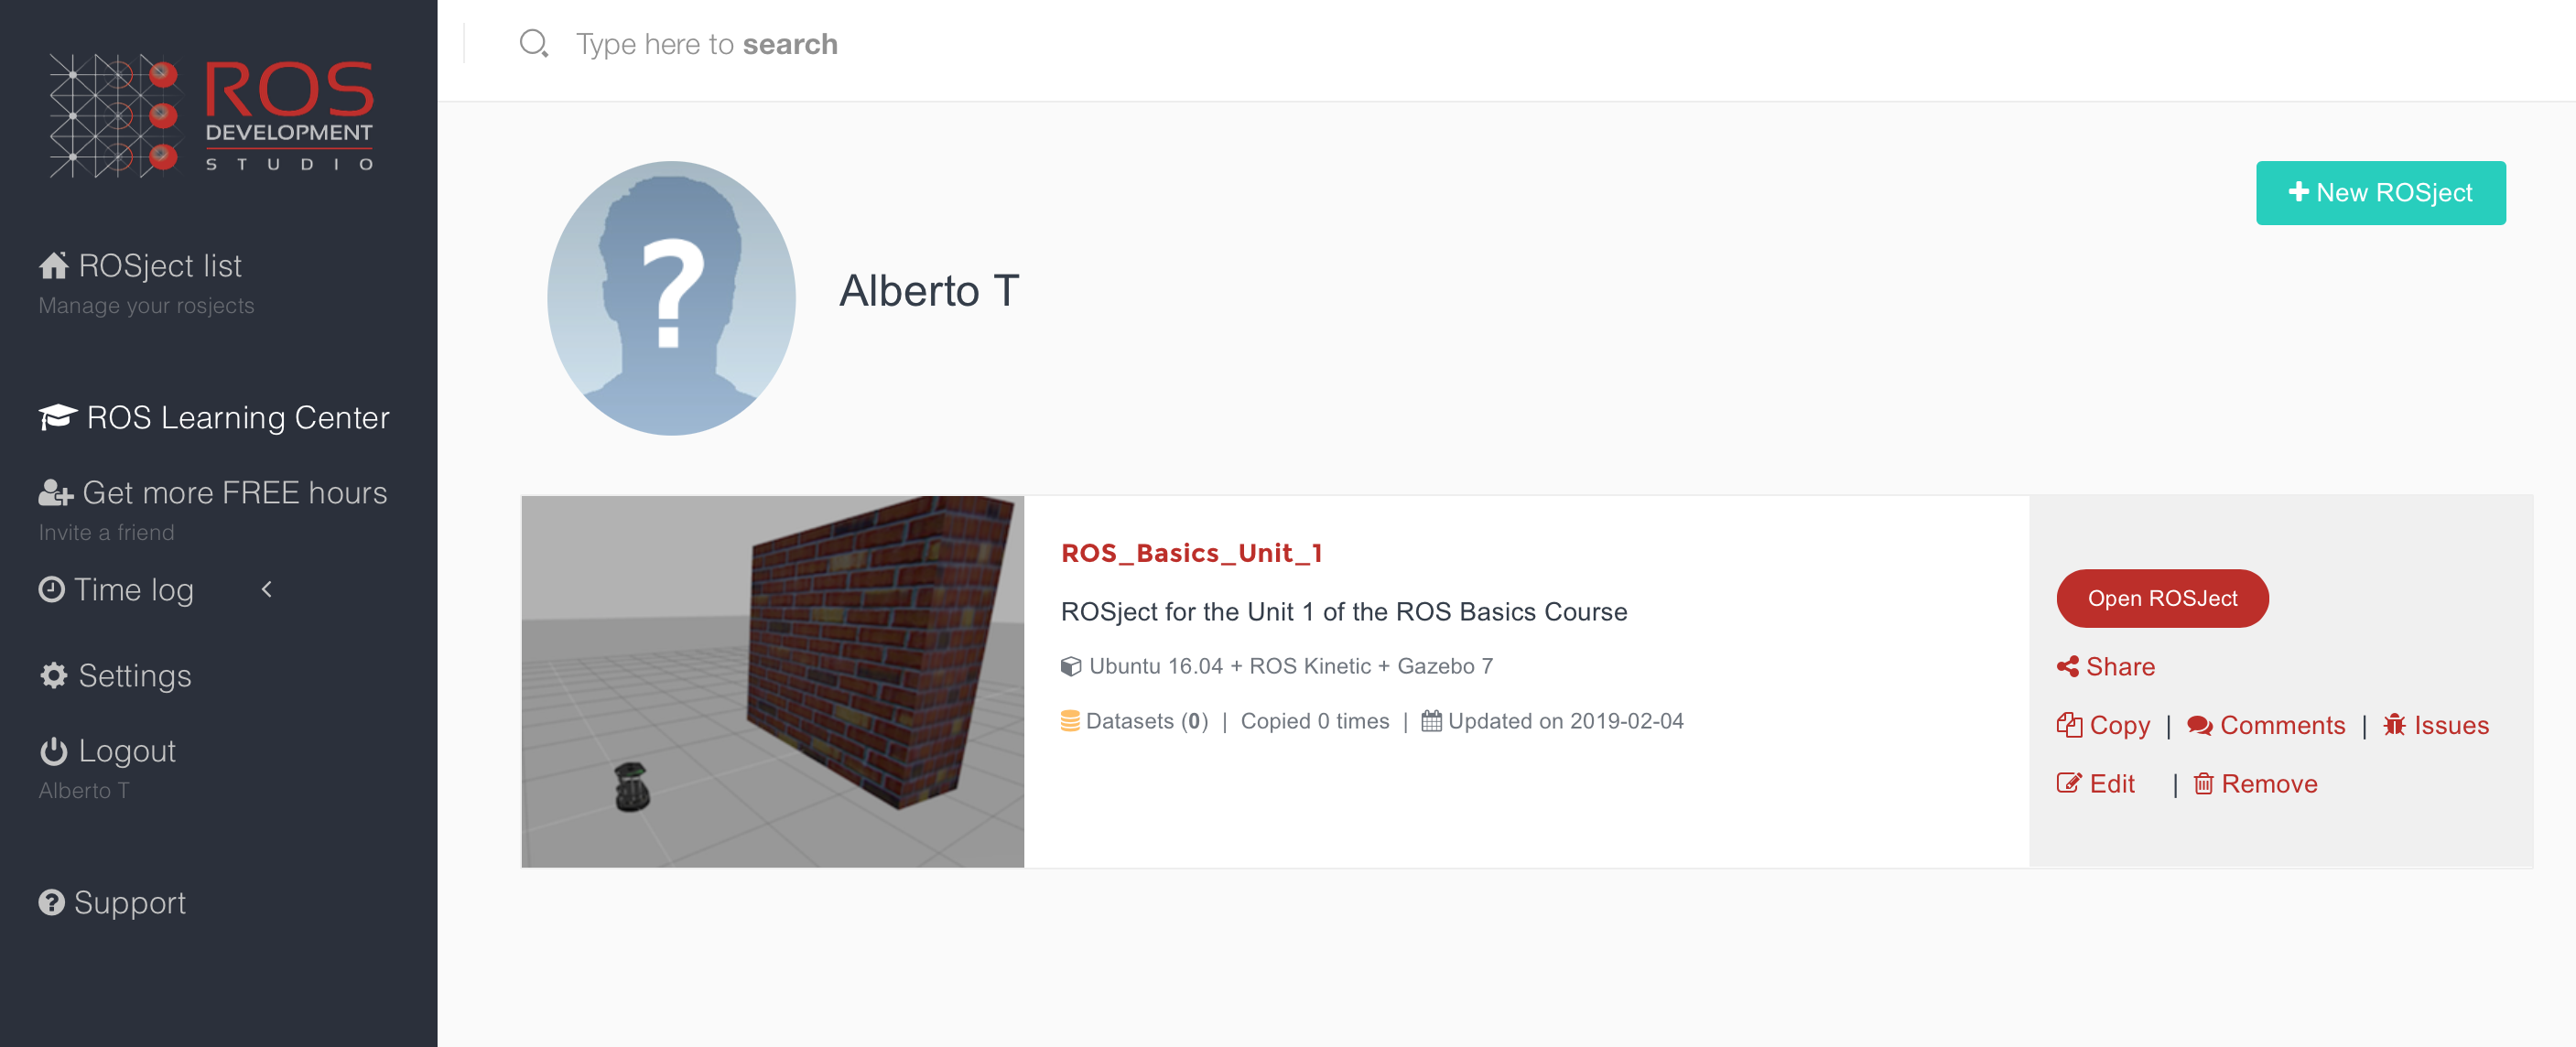 ROS
DEVELOPMENT
STUDIO
ROSject list
Manage your rosjects
ROS Learning Center
Get more FREE hours
Invite a friend
Time log
Settings
Logout
Alberto T
Support
Type here to search
New ROSject
?
Alberto T
ROS_Basics_Unit_1
ROSject for the Unit 1 of the ROS Basics Course
Ubuntu 16.04 + ROS Kinetic + Gazebo 7
Datasets (0) | Copied 0 times | Updated on 2019-02-04
Open ROSJect
Share
Copy | Comments | Issues
Edit | Remove